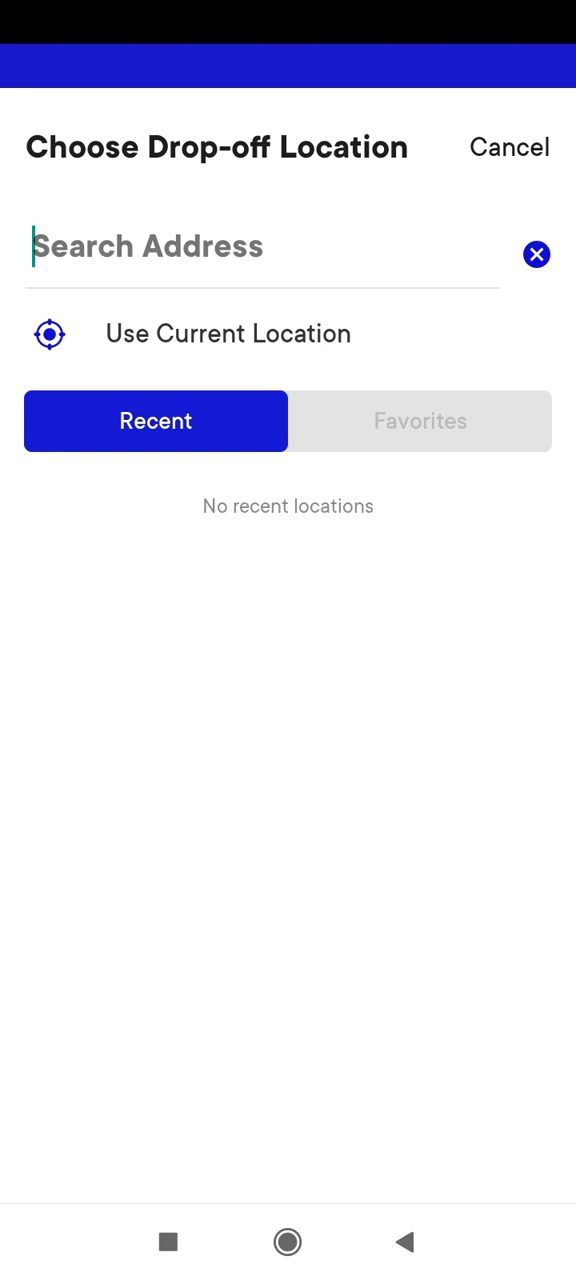 Choose Drop-off Location Cancel
Search Address
Use Current Location
Recent Favorites
No recent locations